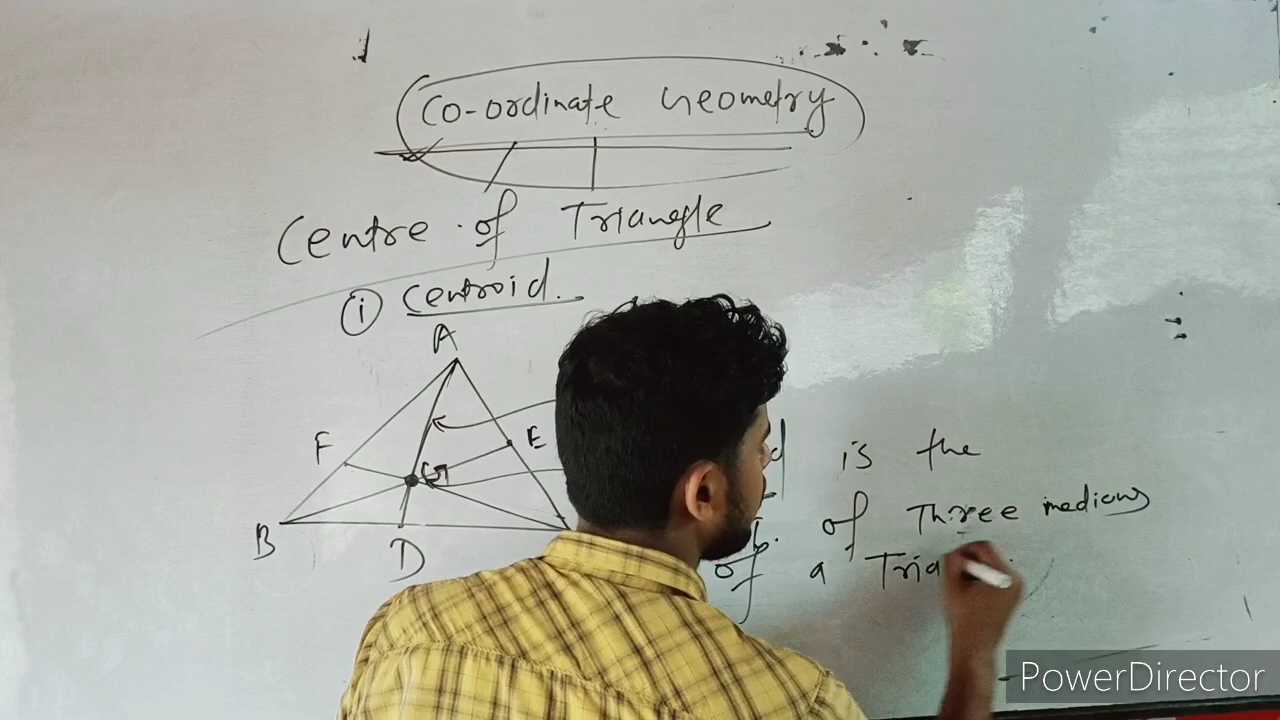 Co-ordinate Geometry
Centre of Triangle
(i) Centroid.
A
F
E
G
B
D
is the
of Three medians
of a Tria
PowerDirector